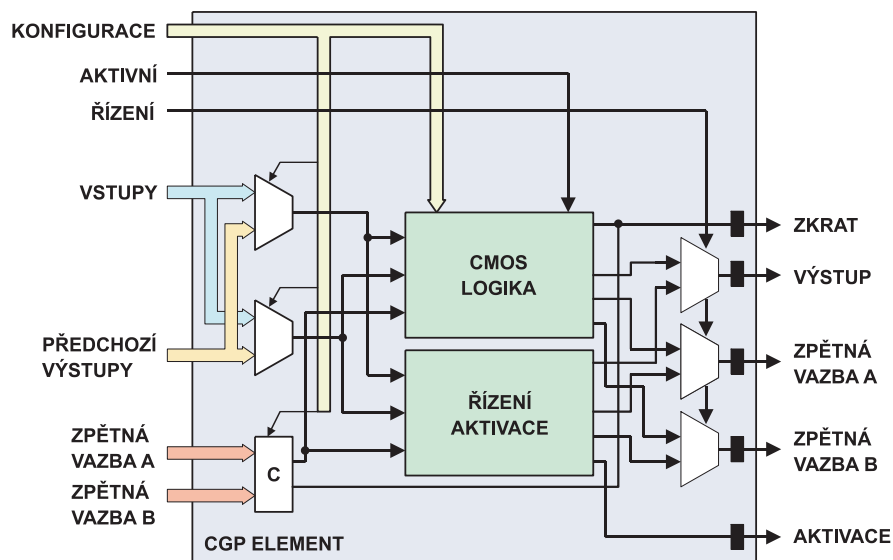 KONFIGURACE
AKTIVNÍ
ŘÍZENÍ
VSTUPY
PŘEDCHOZÍ
VÝSTUPY
ZPĚTNÁ
VAZBA A
ZPĚTNÁ
VAZBA B
C
CMOS
LOGIKA
ŘÍZENÍ
AKTIVACE
ZKRAT
VÝSTUP
ZPĚTNÁ
VAZBA A
ZPĚTNÁ
VAZBA B
AKTIVACE
CGP ELEMENT